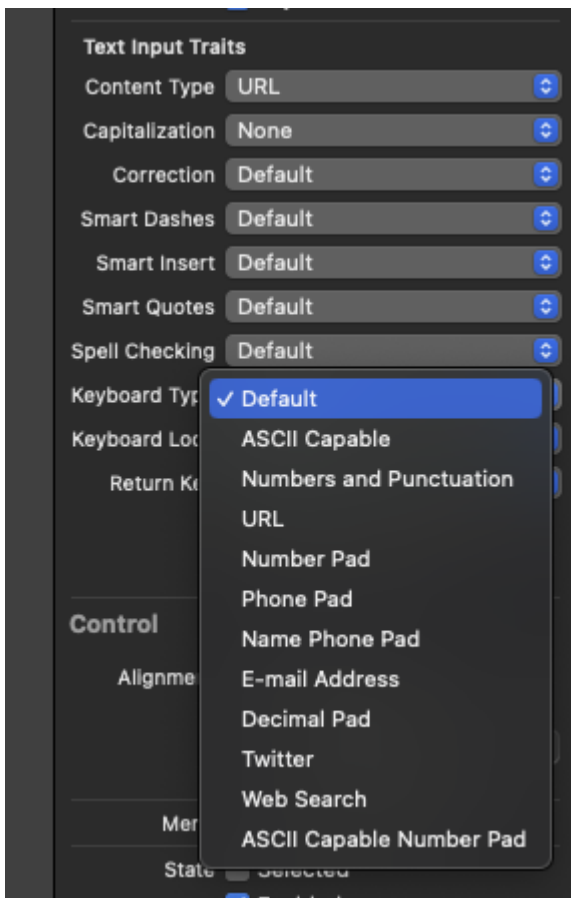 Text Input Traits
Content Type URL
Capitalization None
Correction Default
Smart Dashes Default
Smart Insert Default
Smart Quotes Default
Spell Checking Default
Keyboard Typ ✓ Default
Keyboard Loo ASCII Capable
Return Ke Numbers and Punctuation
URL
Number Pad
Phone Pad
Control
Name Phone Pad
Alignme E-mail Address
Decimal Pad
Twitter
Web Search
Mer ASCII Capable Number Pad
State Selected